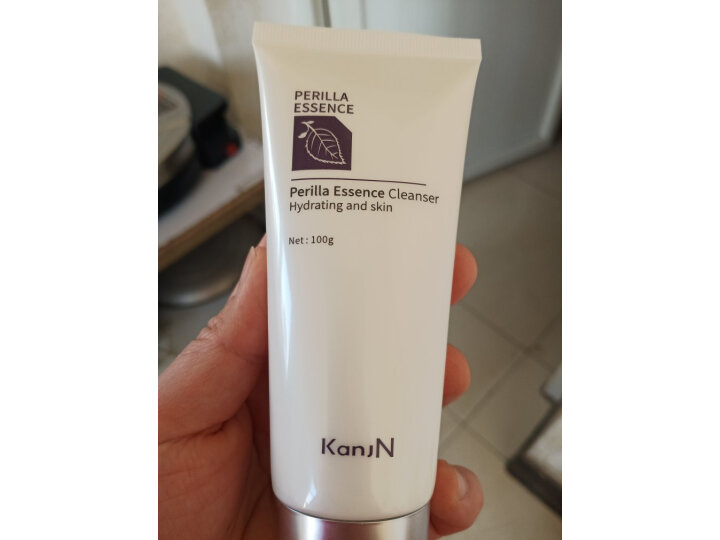 PERILLA
ESSENCE
Perilla Essence Cleanser
Hydrating and skin
Net: 100g
KanJN